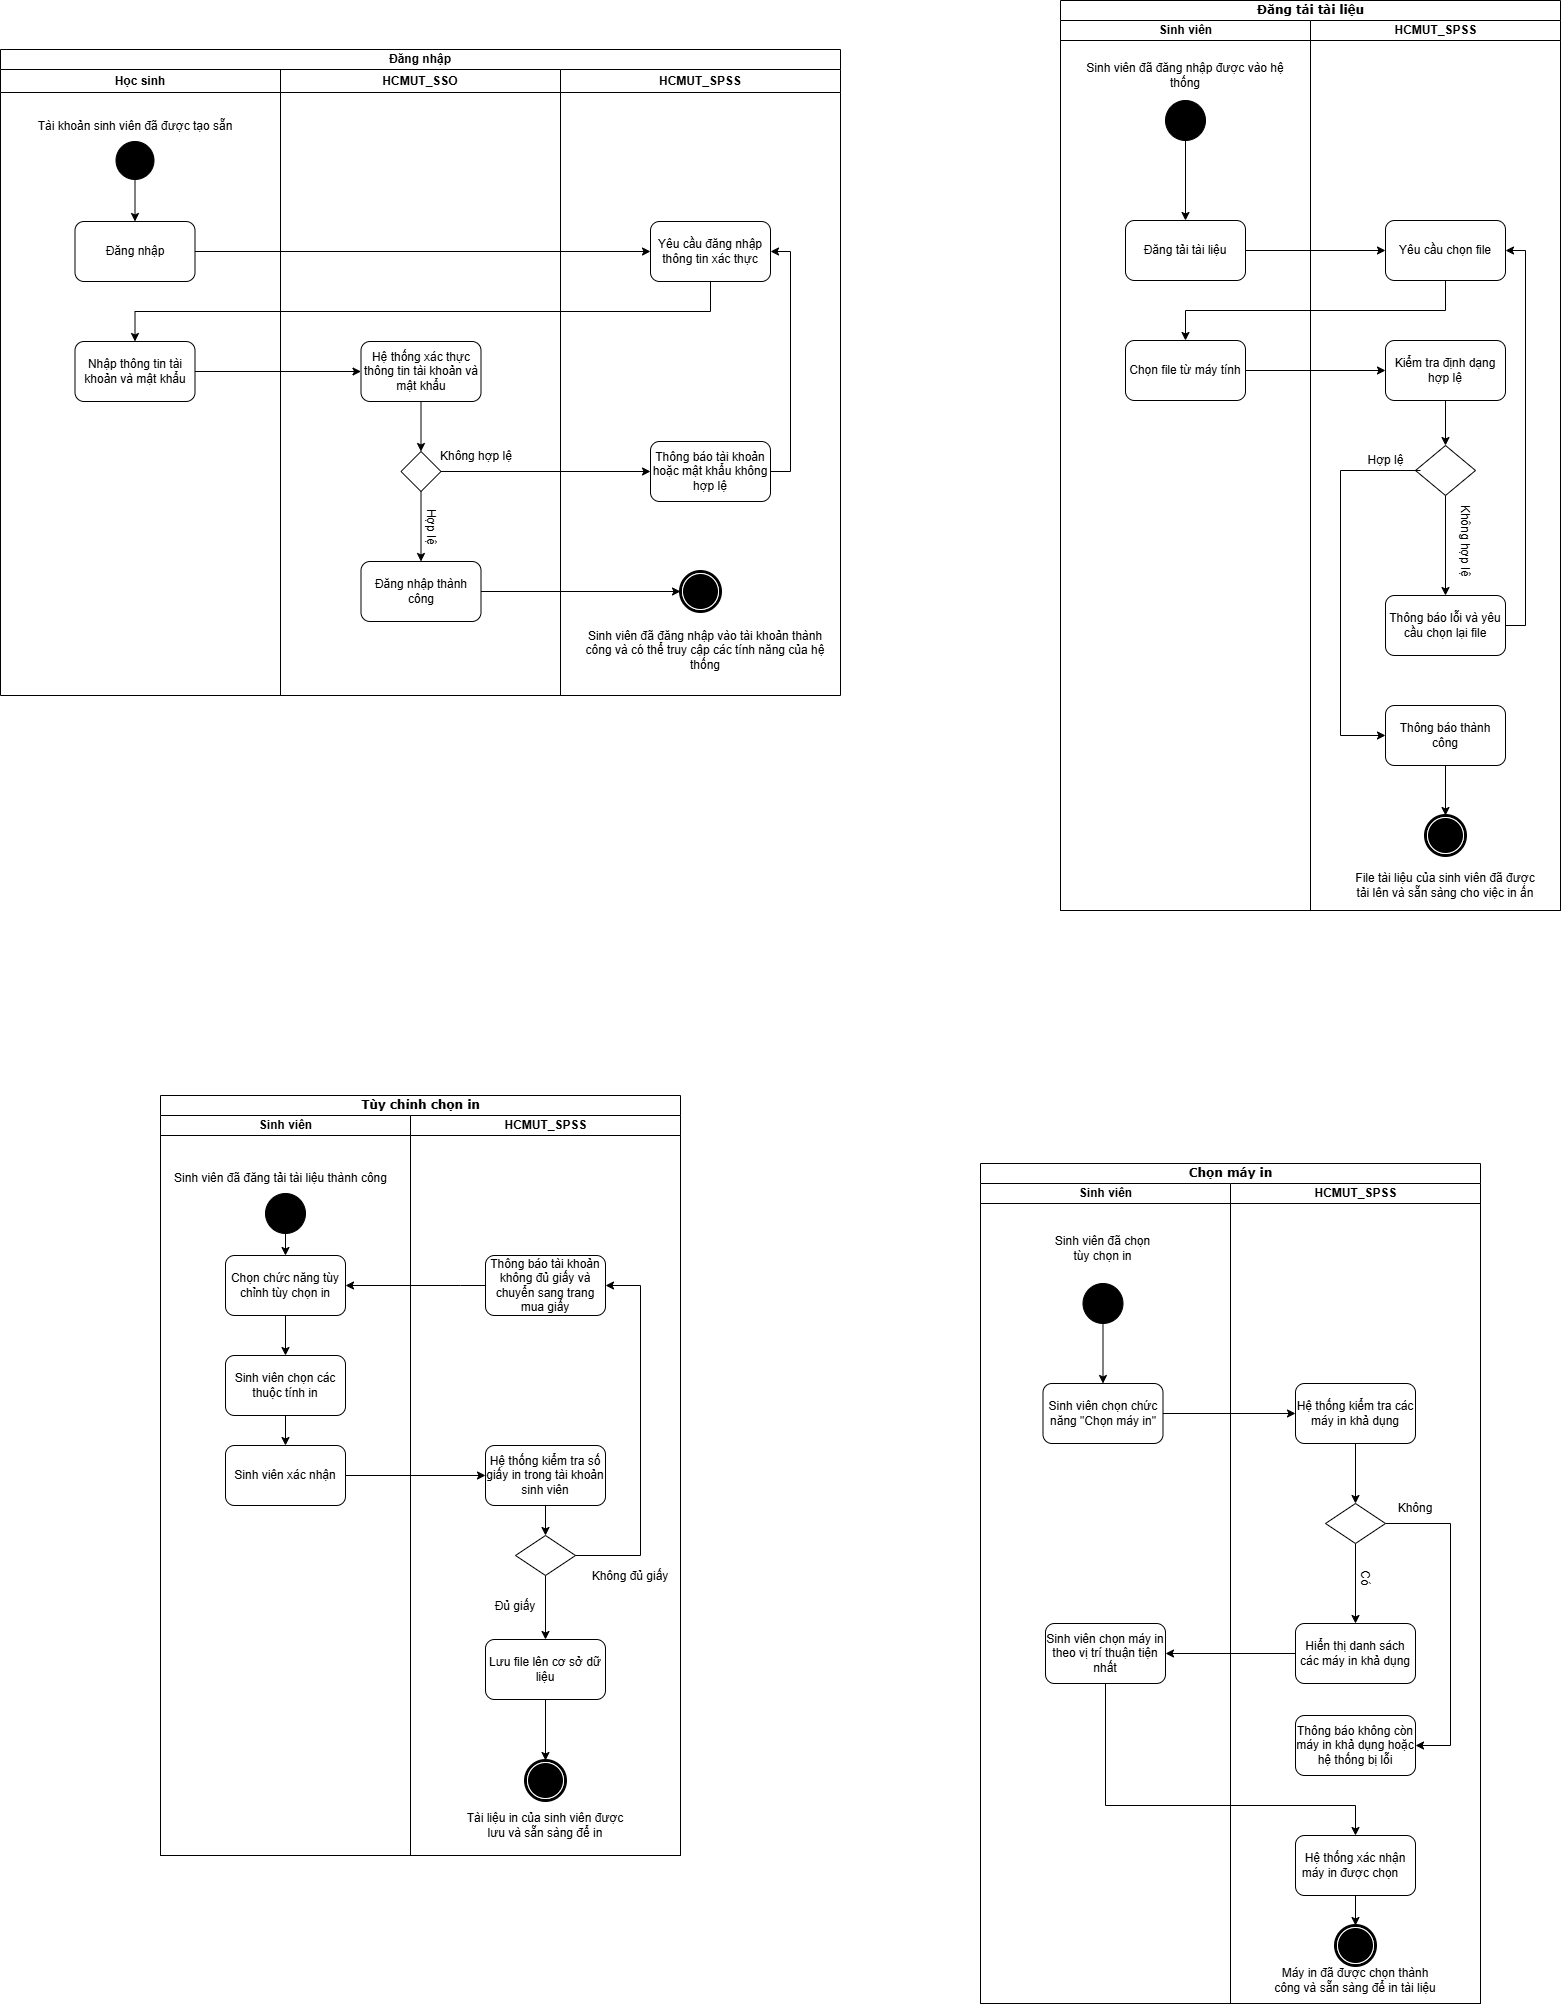 Đăng nhập
Học sinh
HCMUT_SSO
HCMUT_SPSS
Tài khoản sinh viên đã được tạo sẵn
Đăng nhập
Yêu cầu đăng nhập
thông tin xác thực
Nhập thông tin tài
khoản và mật khẩu
Hệ thống xác thực
thông tin tài khoản và
mật khẩu
Không hợp lệ
Thông báo tài khoản
hoặc mật khẩu không
hợp lệ
Hợp lệ
Đăng nhập thành
công
Sinh viên đã đăng nhập vào tài khoản thành
công và có thể truy cập các tính năng của hệ
thống
Đăng tải tài liệu
Sinh viên
HCMUT_SPSS
Sinh viên đã đăng nhập được vào hệ
thống
Đăng tải tài liệu
Yêu cầu chọn file
Chọn file từ máy tính
Kiểm tra định dạng
hợp lệ
Hợp lệ
Không hợp lệ
Thông báo lỗi và yêu
cầu chọn lại file
Thông báo thành
công
File tài liệu của sinh viên đã được
tải lên và sẵn sàng cho việc in ấn
Tùy chỉnh chọn in
Sinh viên
HCMUT_SPSS
Sinh viên đã đăng tải tài liệu thành công
Chọn chức năng tùy
chỉnh tùy chọn in
Thông báo tài khoản
không đủ giấy và
chuyển sang trang
mua giấy
Sinh viên chọn các
thuộc tính in
Sinh viên xác nhận
Hệ thống kiểm tra số
giấy in trong tài khoản
sinh viên
Không đủ giấy
Đủ giấy
Lưu file lên cơ sở dữ
liệu
Tài liệu in của sinh viên được
lưu và sẵn sàng để in
Chọn máy in
Sinh viên
HCMUT_SPSS
Sinh viên đã chọn
tùy chọn in
Sinh viên chọn chức
năng "Chọn máy in"
Hệ thống kiểm tra các
máy in khả dụng
Không
Có
Sinh viên chọn máy in
theo vị trí thuận tiện
nhất
Hiển thị danh sách
các máy in khả dụng
Thông báo không còn
máy in khả dụng hoặc
hệ thống bị lỗi
Hệ thống xác nhận
máy in được chọn
Máy in đã được chọn thành
công và sẵn sàng để in tài liệu